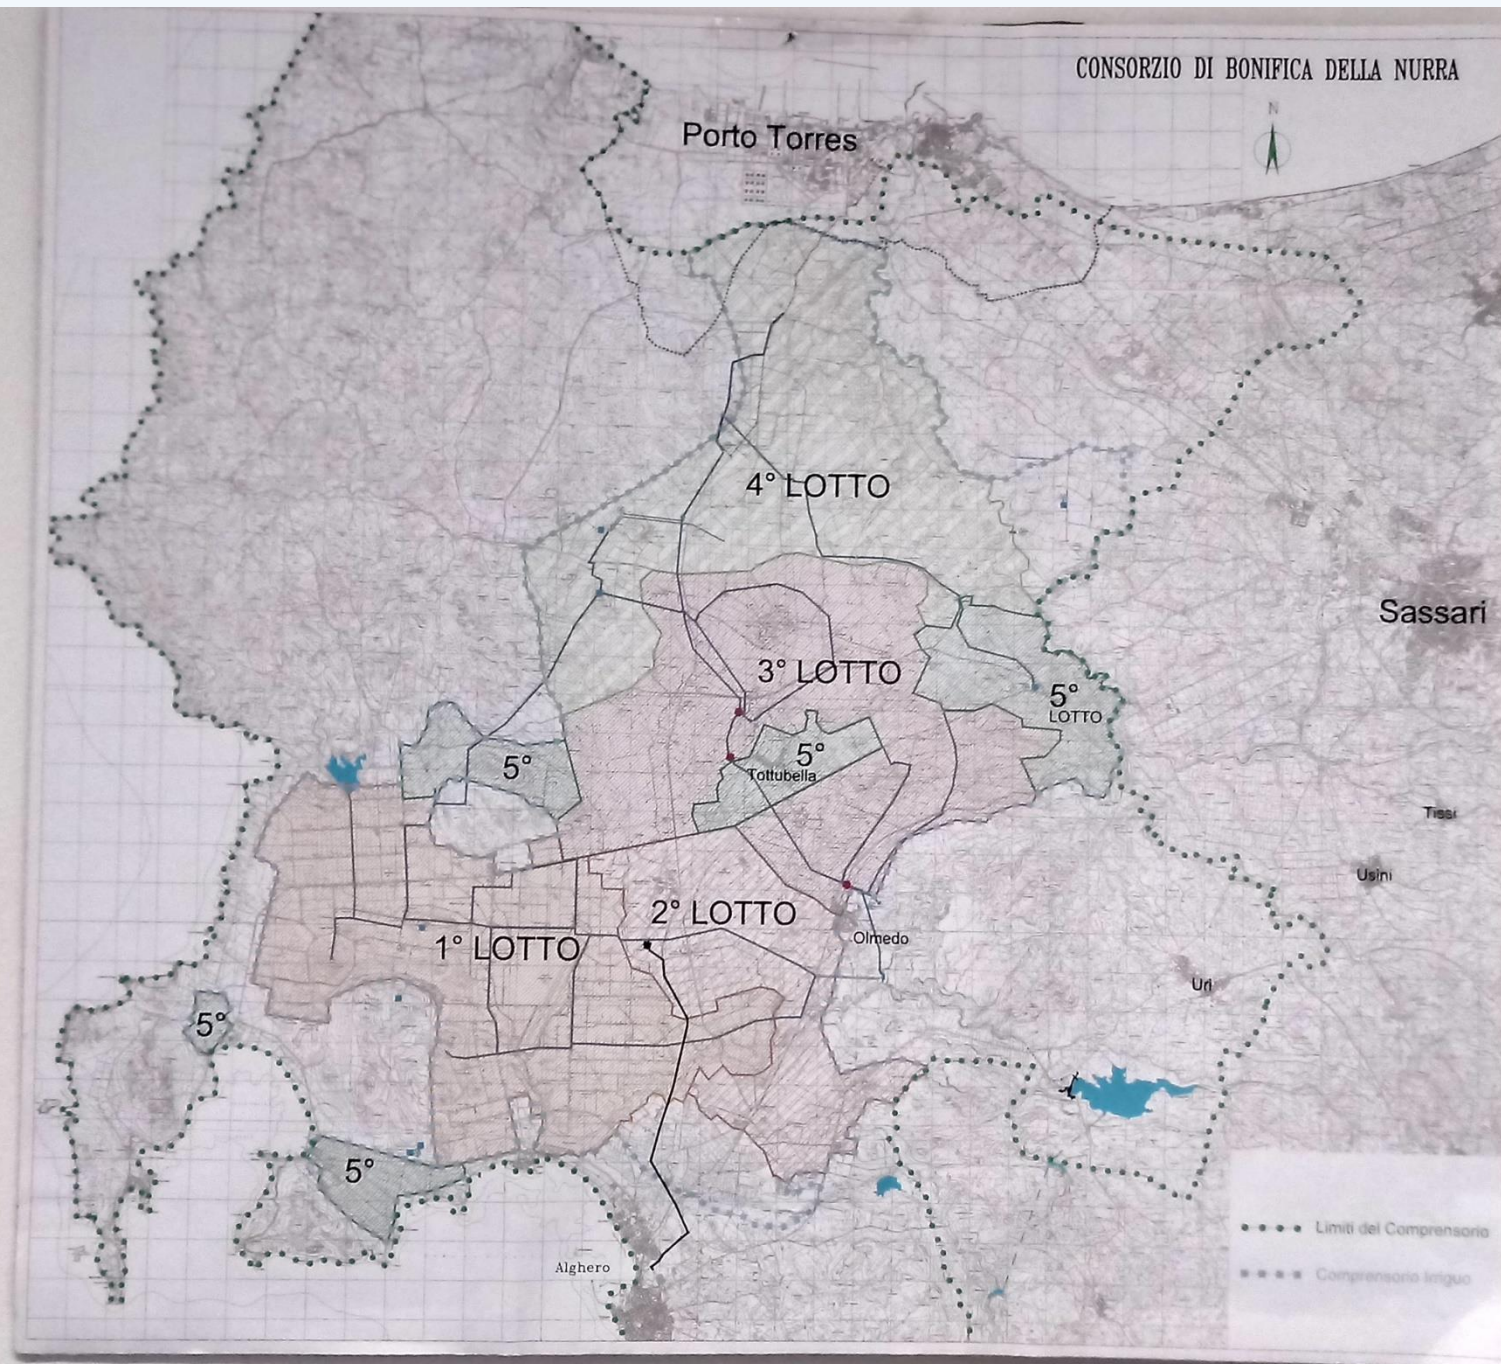 CONSORZIO DI BONIFICA DELLA NURRA
N
Porto Torres
4° LOTTO
Sassari
3° LOTTO
5°
LOTTO
5°
5°
Tottubella
Tissi
Usini
2° LOTTO
1° LOTTO
Olmedo
Uri
5°
5°
Alghero
Limiti del Comprensorio
Comprensorio Irriguo